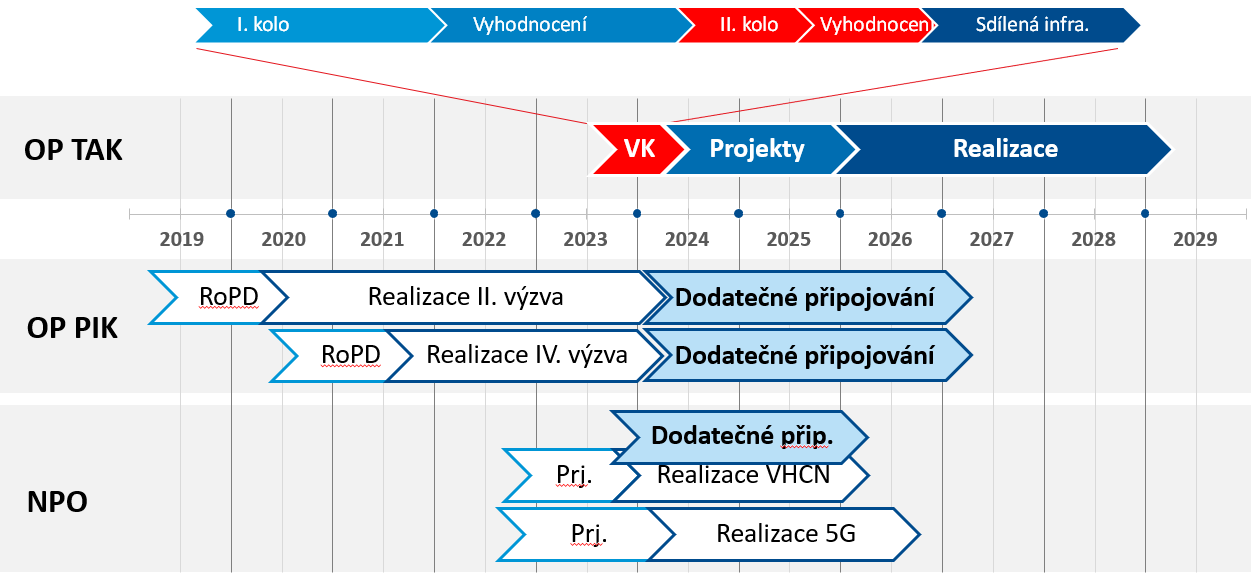 I. kolo
Vyhodnocení
II. kolo
Vyhodnocení
Sdílená infra.
OP TAK
VK
Projekty
Realizace
2019 2020 2021 2022 2023 2024 2025 2026 2027 2028 2029
OP PIK
RoPD
Realizace II. výzva
Dodatečné připojování
RoPD
Realizace IV. výzva
Dodatečné připojování
NPO
Dodatečné přip.
Prj.
Realizace VHCN
Prj.
Realizace 5G